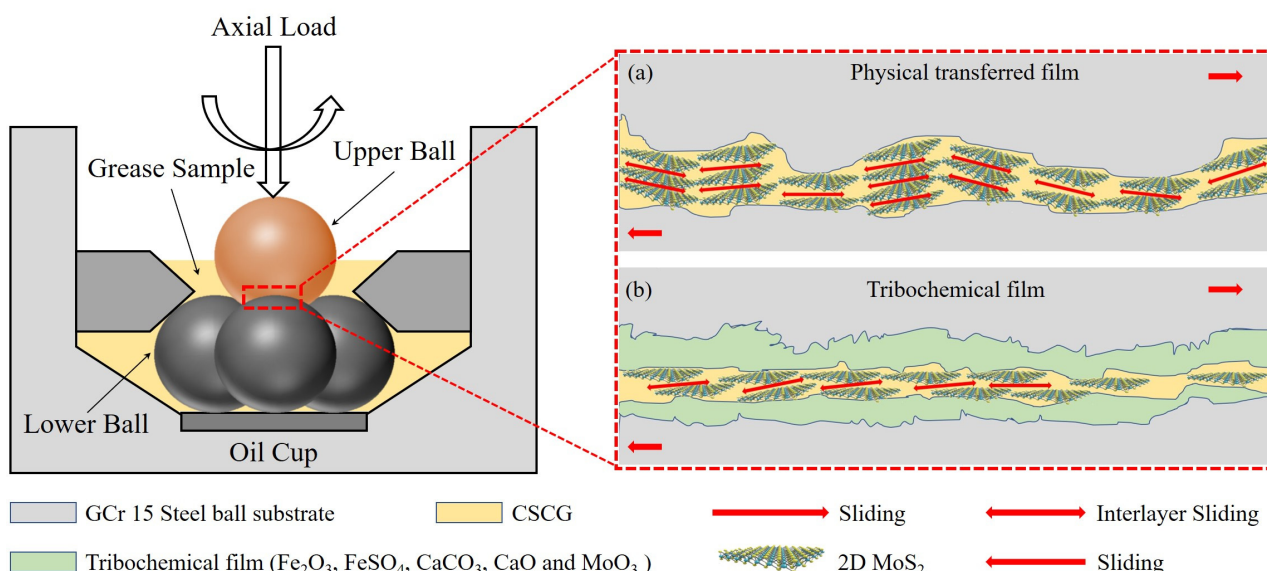 Axial Load
Grease Sample
Upper Ball
Lower Ball
Oil Cup
(a)
Physical transferred film
(b)
Tribochemical film
GCr 15 Steel ball substrate
CSCG
Sliding
Interlayer Sliding
Tribochemical film (Fe₂O₃, FeSO₄, CaCO₃, CaO and MoO₃ )
2D MoS₂
Sliding